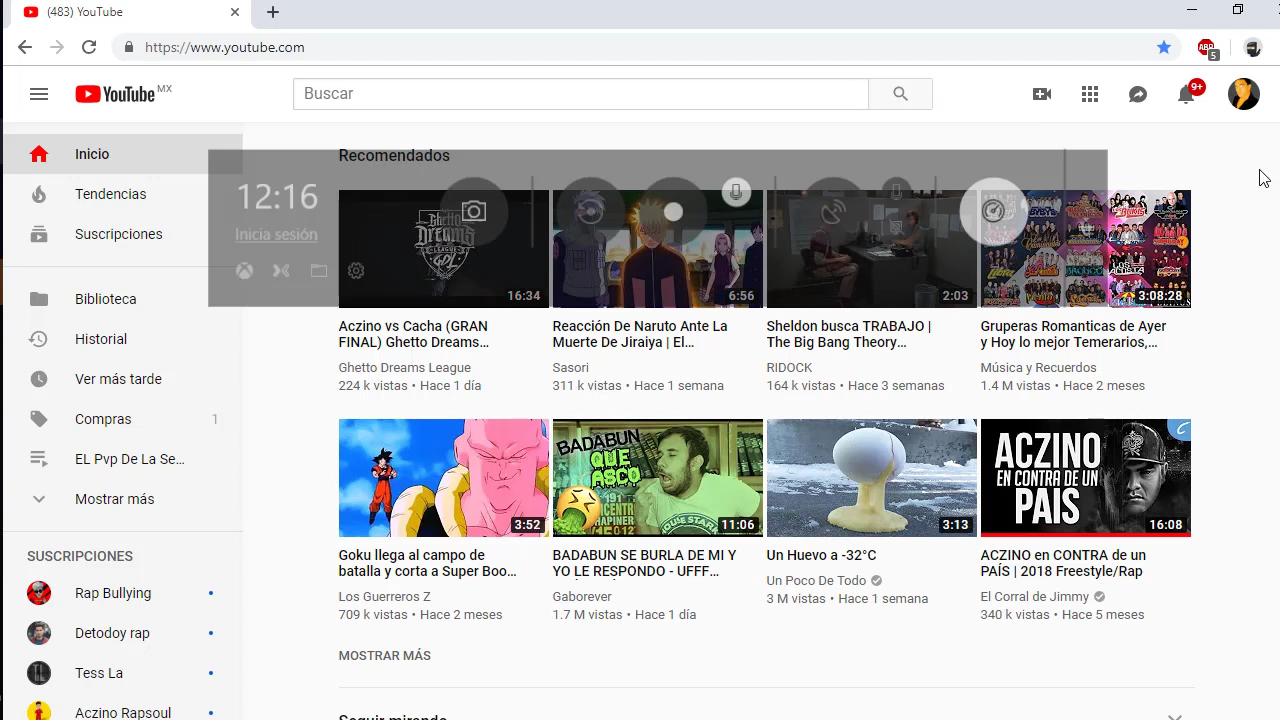 (483) YouTube
https://www.youtube.com
ABP
5
YouTube MX
Buscar
9+
Inicio
Tendencias
Suscripciones
Biblioteca
Historial
Ver más tarde
Compras 1
EL Pvp De La Se...
Mostrar más
SUSCRIPCIONES
Rap Bullying
Detodoy rap
Tess La
Aczino Rapsoul
12:16
Inicia sesión
Recomendados
Ghetto
Dreams
LEAGUE
GDL
16:34
6:56
2:03
3:08:28
Aczino vs Cacha (GRAN
FINAL) Ghetto Dreams...
Ghetto Dreams League
224 k vistas • Hace 1 día
Reacción De Naruto Ante La
Muerte De Jiraiya | El...
Sasori
311 k vistas • Hace 1 semana
Sheldon busca TRABAJO |
The Big Bang Theory...
RIDOCK
164 k vistas • Hace 3 semanas
Gruperas Romanticas de Ayer
y Hoy lo mejor Temerarios,...
Música y Recuerdos
1.4 M vistas • Hace 2 meses
3:52
BADABUN
QUE
ASCO
11:06
3:13
ACZINO
EN CONTRA DE UN
PAIS
16:08
Goku llega al campo de
batalla y corta a Super Boo...
Los Guerreros Z
709 k vistas • Hace 2 meses
BADABUN SE BURLA DE MI Y
YO LE RESPONDO - UFFF...
Gaborever
1.7 M vistas • Hace 1 día
Un Huevo a -32°C
Un Poco De Todo
3 M vistas • Hace 1 semana
ACZINO en CONTRA de un
PAÍS | 2018 Freestyle/Rap
El Corral de Jimmy
340 k vistas • Hace 5 meses
MOSTRAR MÁS
Seguir mirando